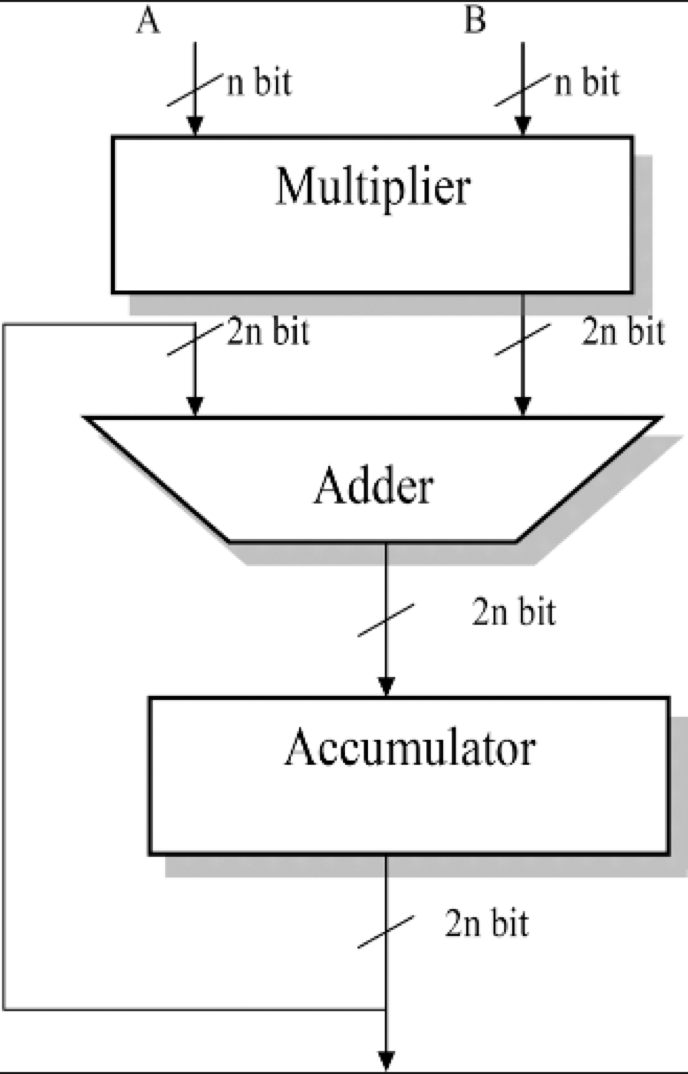 A B
n bit n bit
Multiplier
2n bit 2n bit
Adder
2n bit
Accumulator
2n bit